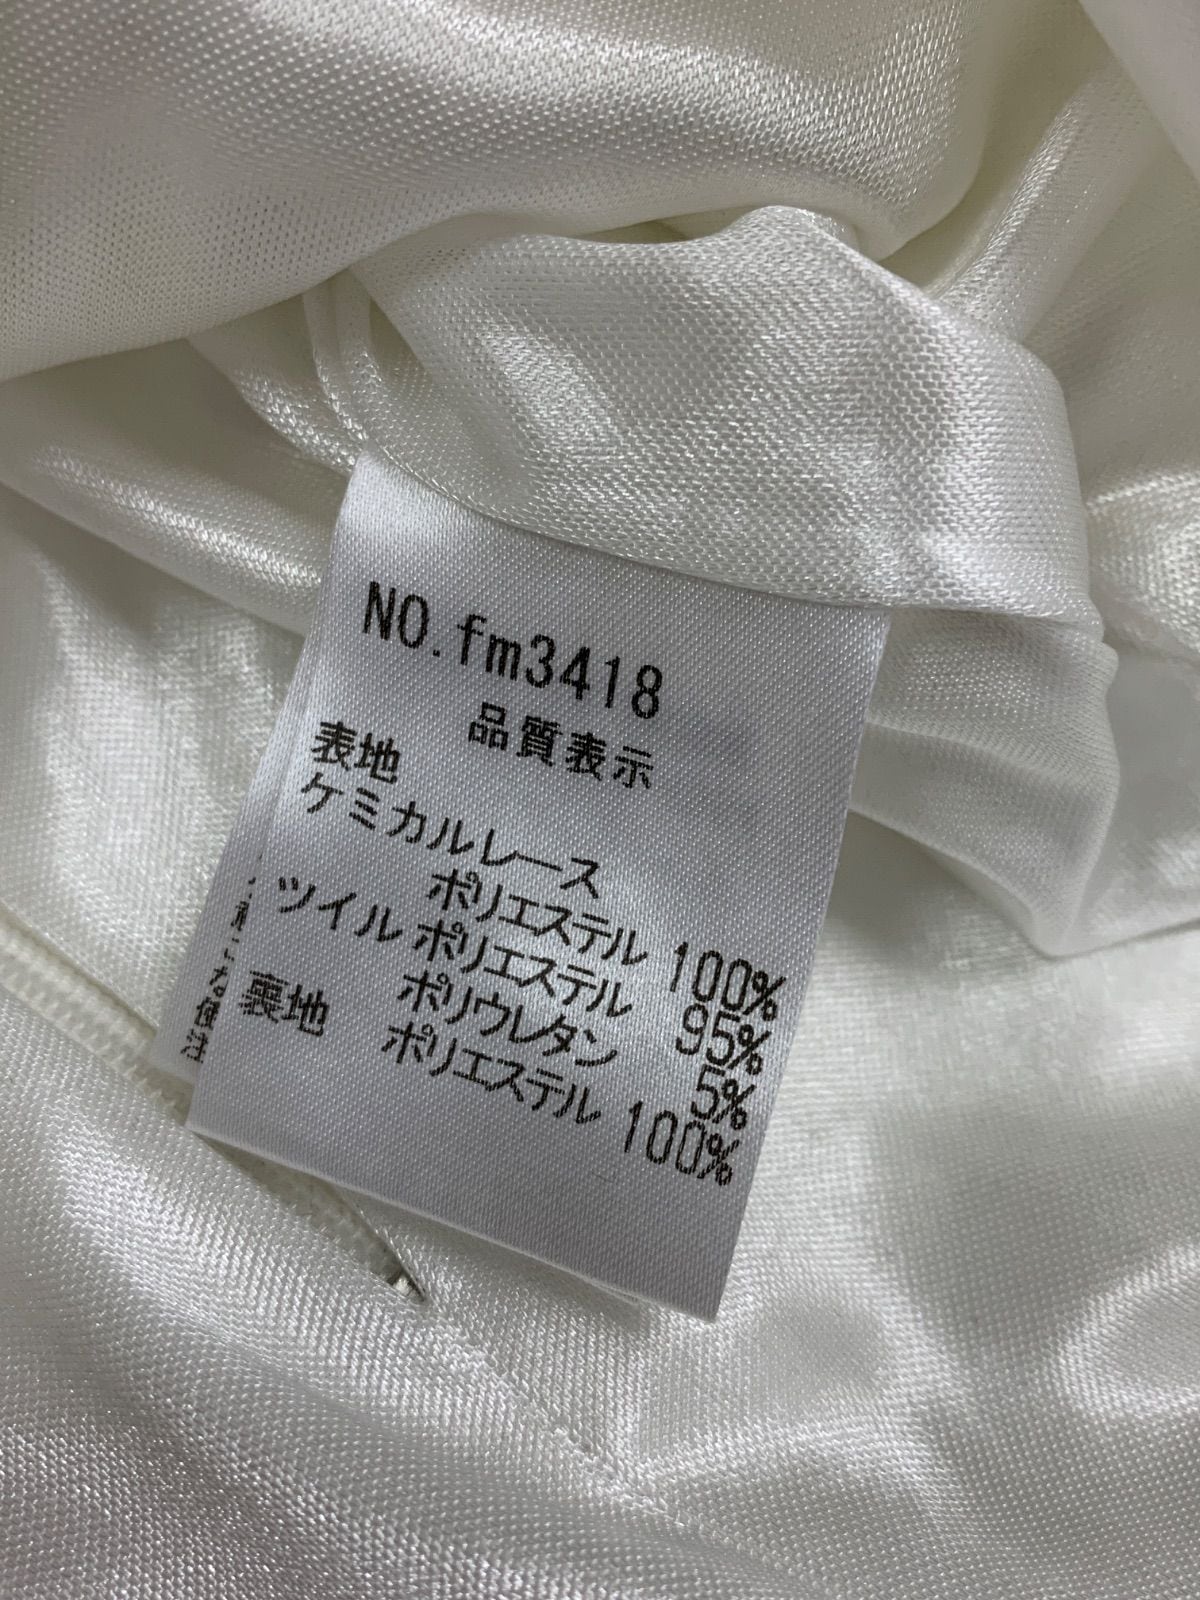 NO.fm3418
品質表示
表地
ケミカルレース
ポリエステル 100%
ツイル ポリエステル 95%
ポリウレタン 5%
裏地 ポリエステル 100%